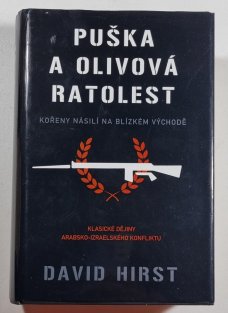 PUŠKA
A OLIVOVÁ
RATOLEST
KOŘENY NÁSILÍ NA BLÍZKÉM VÝCHODĚ
KLASICKÉ DĚJINY
ARABSKO-IZRAELSKÉHO KONFLIKTU
DAVID HIRST